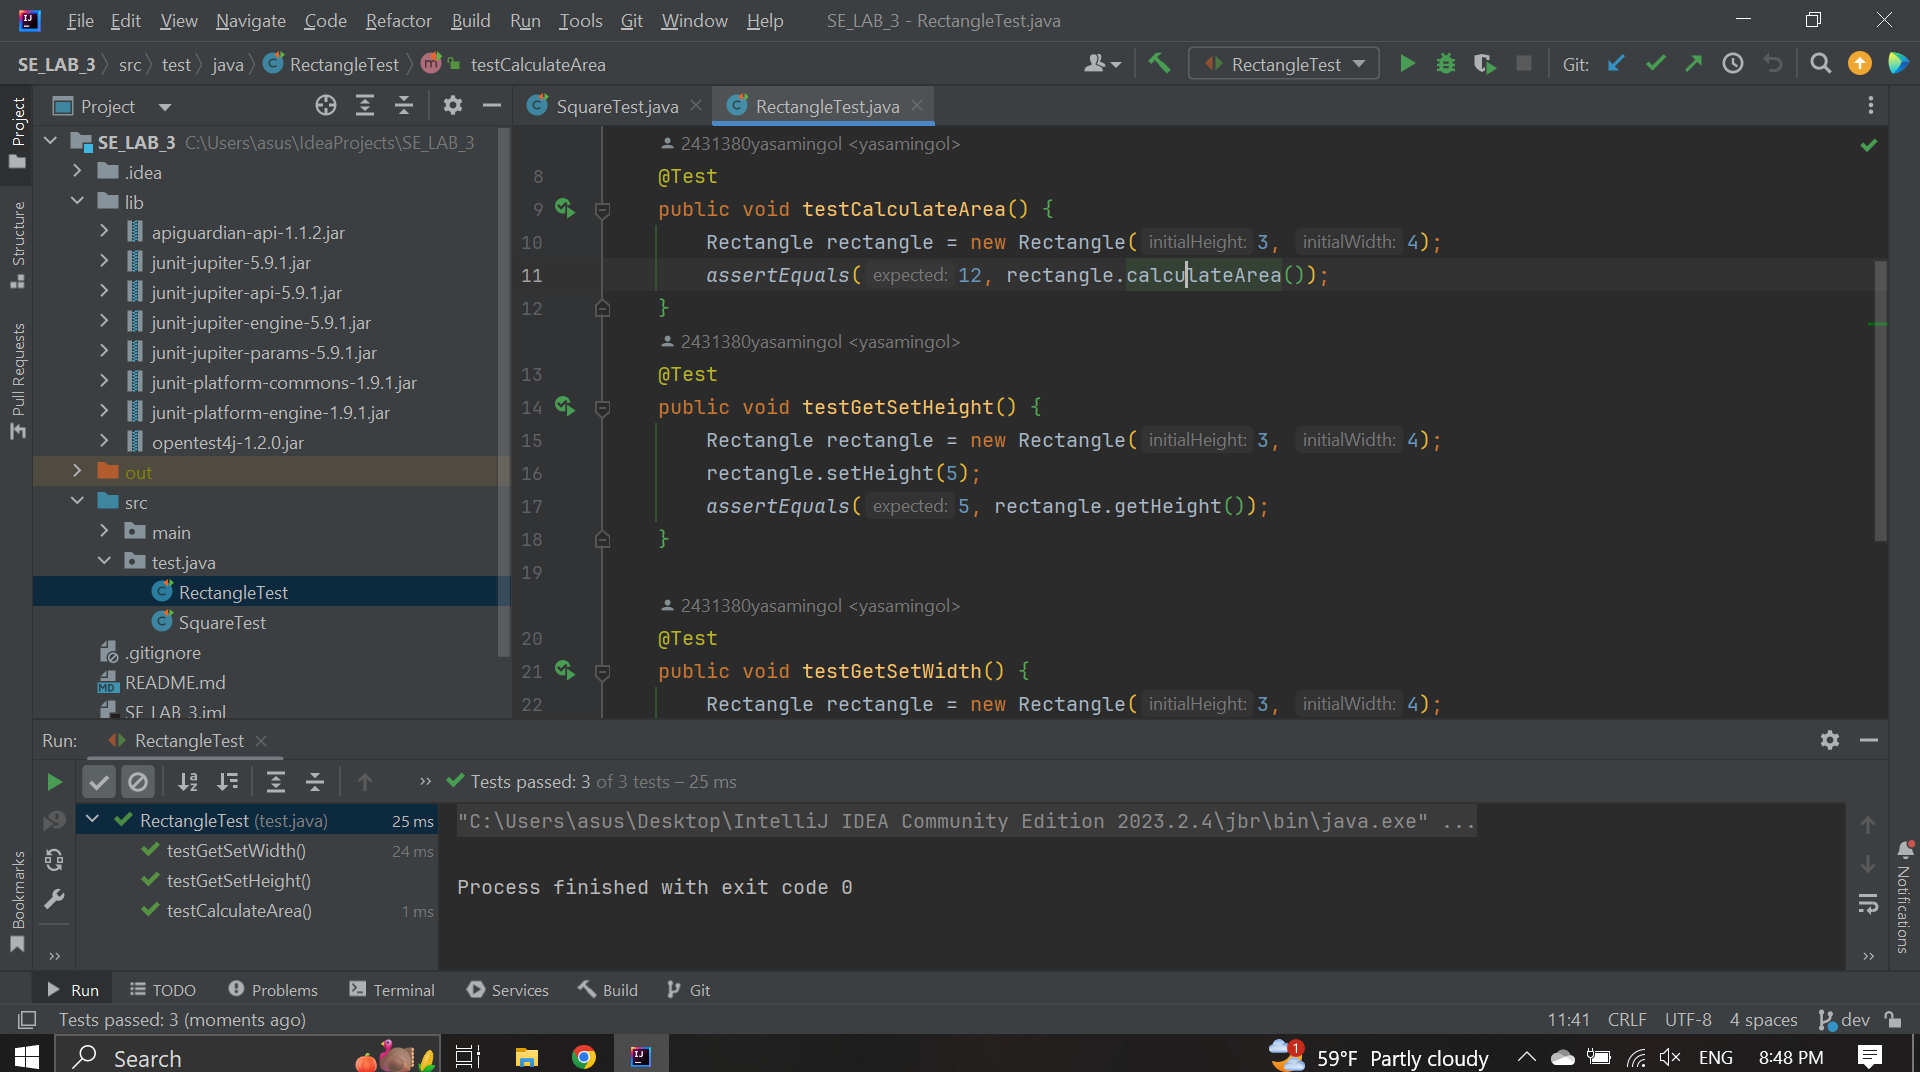 File Edit View Navigate Code Refactor Build Run Tools Git Window Help SE_LAB_3 - RectangleTest.java
SE_LAB_3 src test java RectangleTest m testCalculateArea RectangleTest Git:
Project
SquareTest.java RectangleTest.java
SE_LAB_3 C:\Users\asus\IdeaProjects\SE_LAB_3
.idea
lib
apiguardian-api-1.1.2.jar
junit-jupiter-5.9.1.jar
junit-jupiter-api-5.9.1.jar
junit-jupiter-engine-5.9.1.jar
junit-jupiter-params-5.9.1.jar
junit-platform-commons-1.9.1.jar
junit-platform-engine-1.9.1.jar
opentest4j-1.2.0.jar
out
src
main
test.java
RectangleTest
SquareTest
.gitignore
README.md
SE_LAB_3.iml
Project
Structure
Pull Requests
Bookmarks
Notifications
2431380yasamingol <yasamingol>
8 @Test
9 public void testCalculateArea() {
10 Rectangle rectangle = new Rectangle( initialHeight: 3, initialWidth: 4);
11 assertEquals( expected: 12, rectangle.calculateArea());
12 }
2431380yasamingol <yasamingol>
13 @Test
14 public void testGetSetHeight() {
15 Rectangle rectangle = new Rectangle( initialHeight: 3, initialWidth: 4);
16 rectangle.setHeight(5);
17 assertEquals( expected: 5, rectangle.getHeight());
18 }
19
2431380yasamingol <yasamingol>
20 @Test
21 public void testGetSetWidth() {
22 Rectangle rectangle = new Rectangle( initialHeight: 3, initialWidth: 4);
Run: RectangleTest
Tests passed: 3 of 3 tests – 25 ms
RectangleTest (test.java) 25 ms
testGetSetWidth() 24 ms
testGetSetHeight()
testCalculateArea() 1 ms
"C:\Users\asus\Desktop\IntelliJ IDEA Community Edition 2023.2.4\jbr\bin\java.exe" ...
Process finished with exit code 0
Run TODO Problems Terminal Services Build Git
Tests passed: 3 (moments ago) 11:41 CRLF UTF-8 4 spaces dev
Search 1 59°F Partly cloudy ENG 8:48 PM